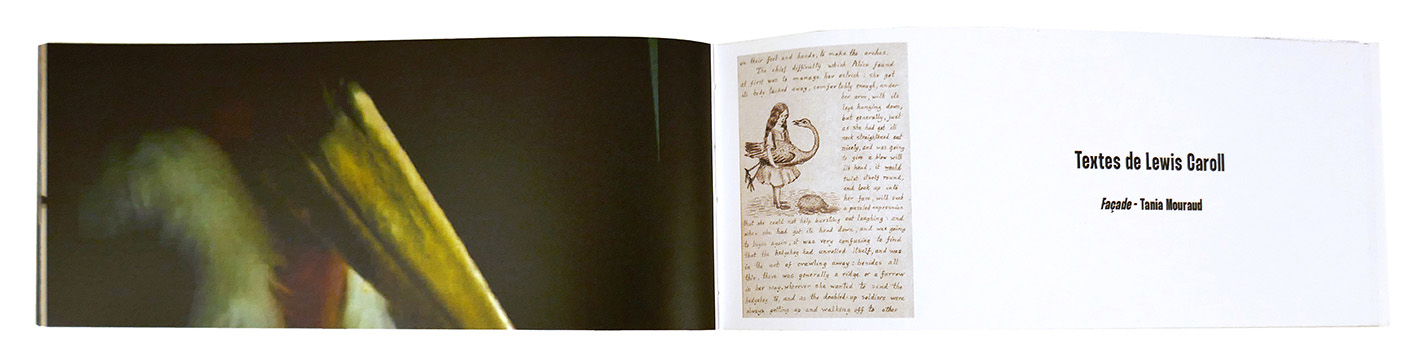 on their feet and hands, to make the arches.
The chief difficulty which Alice found
at first was to manage her ostrich: she got
its body tucked away, comfortably enough, under
her arm, with its
legs hanging down,
but generally, just
as she had got its
neck straightened out
nicely, and was going
to give a blow with
its head, it would
twist itself round,
and look up into
her face, with such
a puzzled expression
that she could not help bursting out laughing: and
when she had got its head down, and was going
to begin again, it was very confusing to find
that the hedgehog had unrolled itself, and was
in the act of crawling away: besides all
this, there was generally a ridge or a furrow
in her way, wherever she wanted to send the
hedgehog to, and as the doubled-up soldiers were
always getting up and walking off to other
Textes de Lewis Caroll
Façade - Tania Mouraud